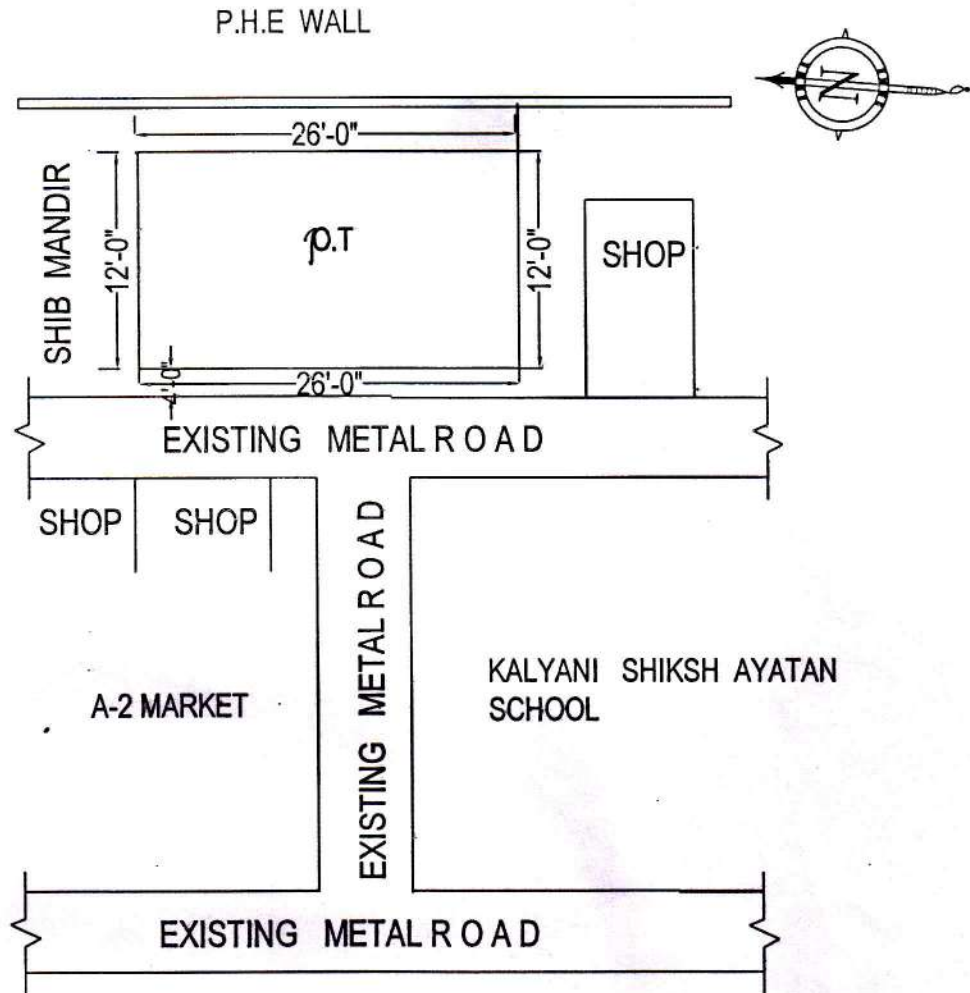 P.H.E WALL
N
26'-0"
SHIB MANDIR
12'-0"
P.T
12'-0"
SHOP
4'-0"
26'-0"
EXISTING METAL ROAD
SHOP
SHOP
EXISTING METAL ROAD
A-2 MARKET
KALYANI SHIKSH AYATAN
SCHOOL
EXISTING METAL ROAD